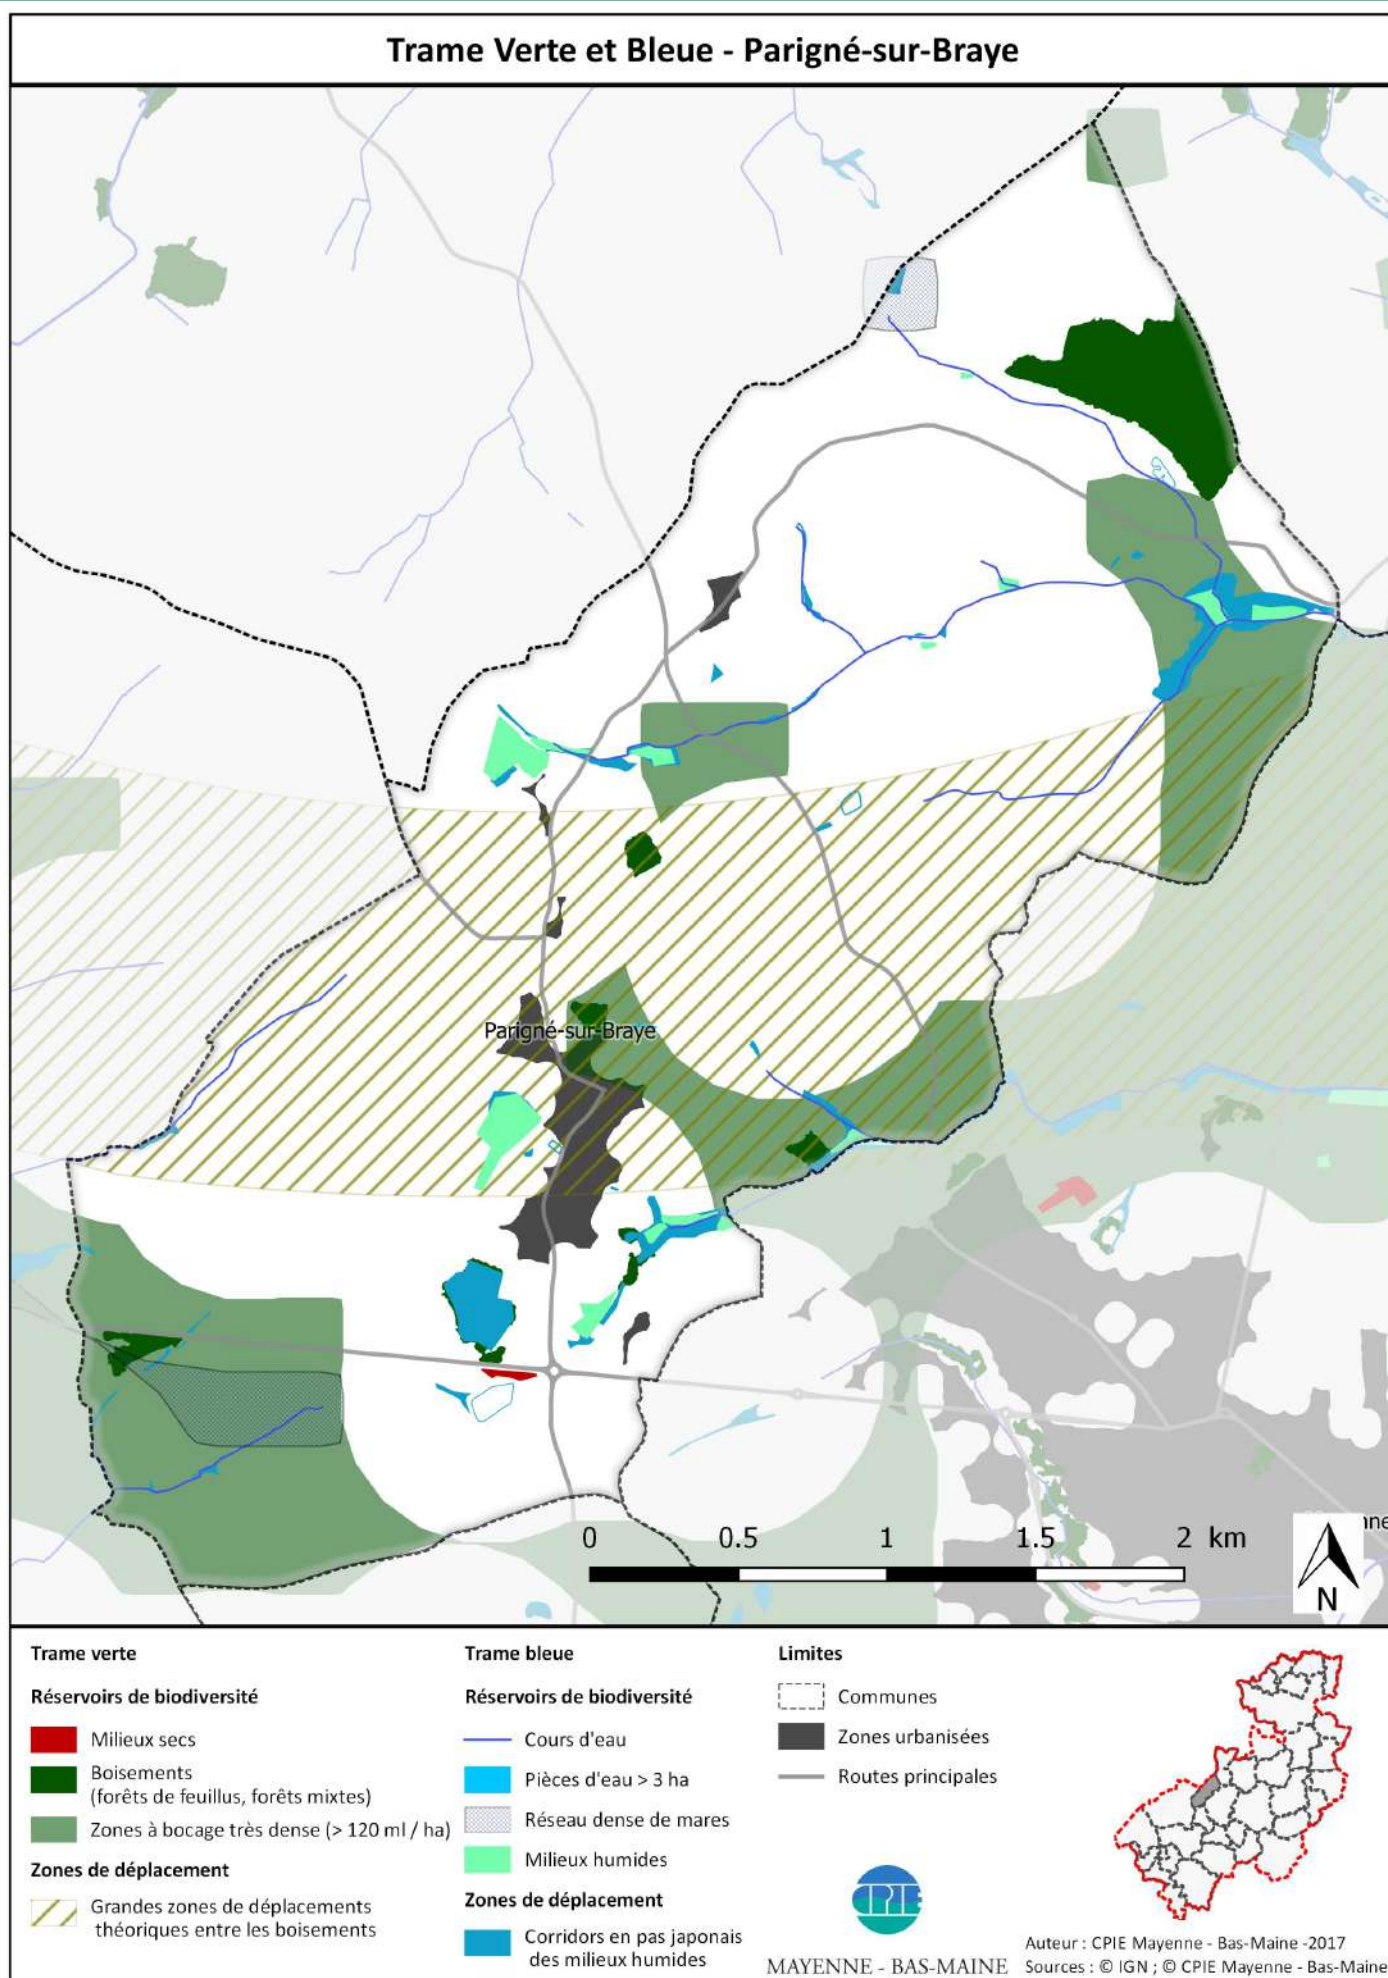 Trame Verte et Bleue - Parigné-sur-Braye
Parigné-sur-Braye
0 0.5 1 1.5 2 km
N
Trame verte
Réservoirs de biodiversité
Milieux secs
Boisements
(forêts de feuillus, forêts mixtes)
Zones à bocage très dense (> 120 ml / ha)
Zones de déplacement
Grandes zones de déplacements
théoriques entre les boisements
Trame bleue
Réservoirs de biodiversité
Cours d'eau
Pièces d'eau > 3 ha
Réseau dense de mares
Milieux humides
Zones de déplacement
Corridors en pas japonais
des milieux humides
Limites
Communes
Zones urbanisées
Routes principales
CPIE
MAYENNE - BAS-MAINE
Auteur : CPIE Mayenne - Bas-Maine -2017
Sources : © IGN ; © CPIE Mayenne - Bas-Maine